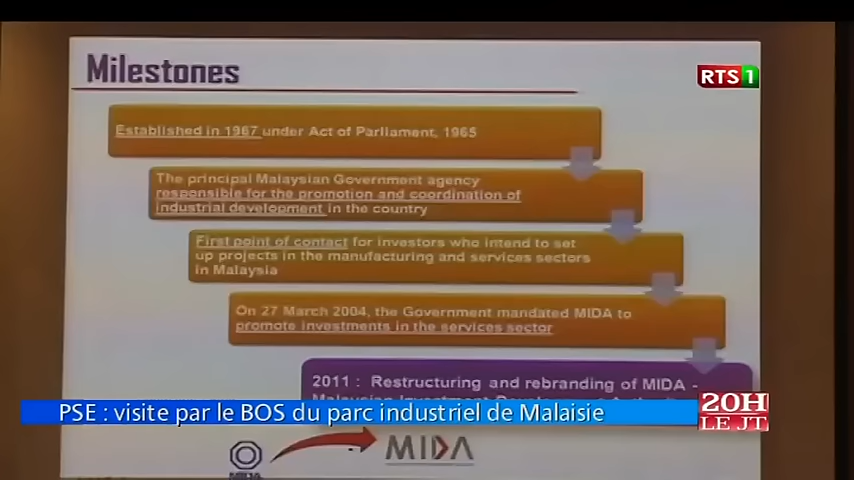 Milestones
RTS 1
Established in 1967 under Act of Parliament, 1965
The principal Malaysian Government agency
responsible for the promotion and coordination of
industrial development in the country
First point of contact for investors who intend to set
up projects in the manufacturing and services sectors
in Malaysia
On 27 March 2004, the Government mandated MIDA to
promote investments in the services sector
2011 : Restructuring and rebranding of MIDA -
PSE : visite par le BOS du parc industriel de Malaisie
20H
LE JT
MIDA